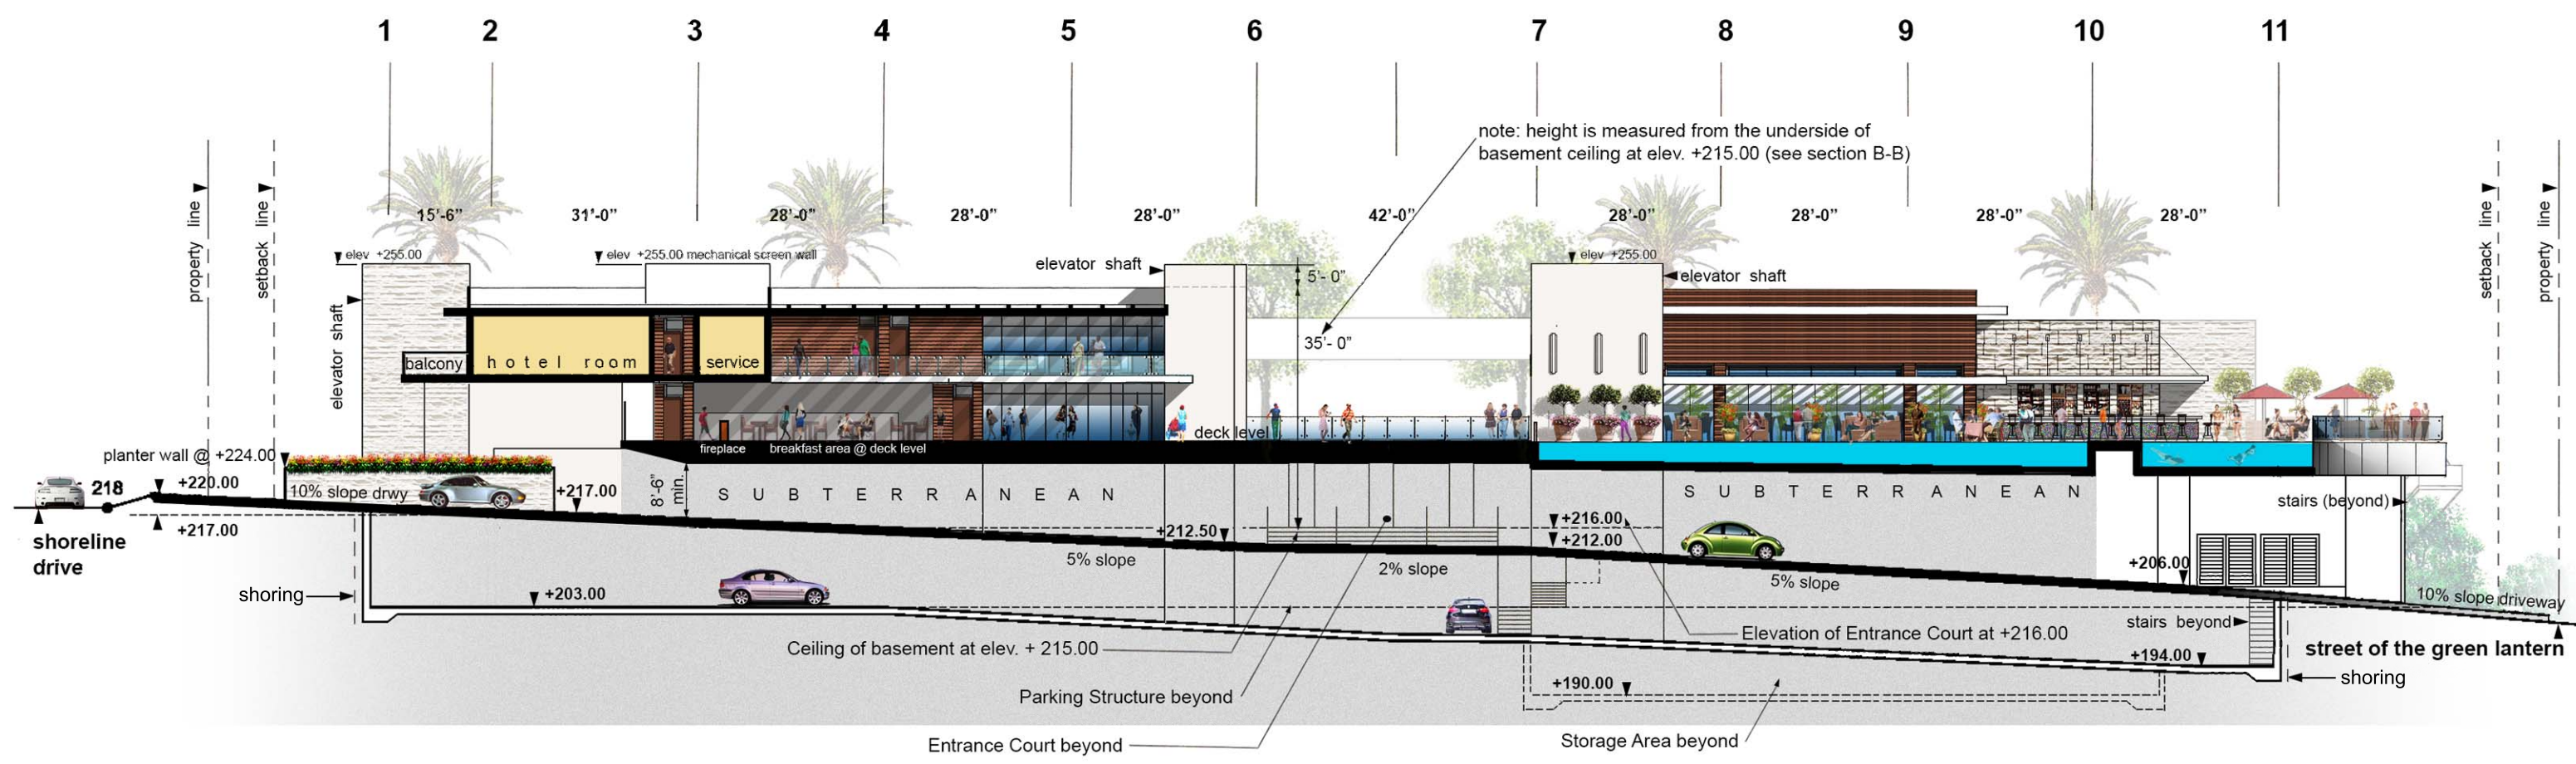 1 2 3 4 5 6 7 8 9 10 11
note: height is measured from the underside of
basement ceiling at elev. +215.00 (see section B-B)
property line
setback line
15'-6"
31'-0"
28'-0"
28'-0"
28'-0"
42'-0"
28'-0"
28'-0"
28'-0"
28'-0"
setback line
property line
elev +255.00
elev +255.00 mechanical screen wall
elevator shaft
5'- 0"
elev +255.00
elevator shaft
elevator shaft
35'- 0"
balcony
hotel room
service
deck level
fireplace
breakfast area @ deck level
planter wall @ +224.00
218
+220.00
10% slope drwy
+217.00
8'-6"
min.
SUBTERRANEAN
SUBTERRANEAN
stairs (beyond)
+217.00
shoreline
drive
+212.50
+216.00
+212.00
5% slope
2% slope
5% slope
+206.00
shoring
+203.00
10% slope driveway
stairs beyond
Ceiling of basement at elev. + 215.00
Elevation of Entrance Court at +216.00
street of the green lantern
+194.00
shoring
+190.00
Parking Structure beyond
Entrance Court beyond
Storage Area beyond